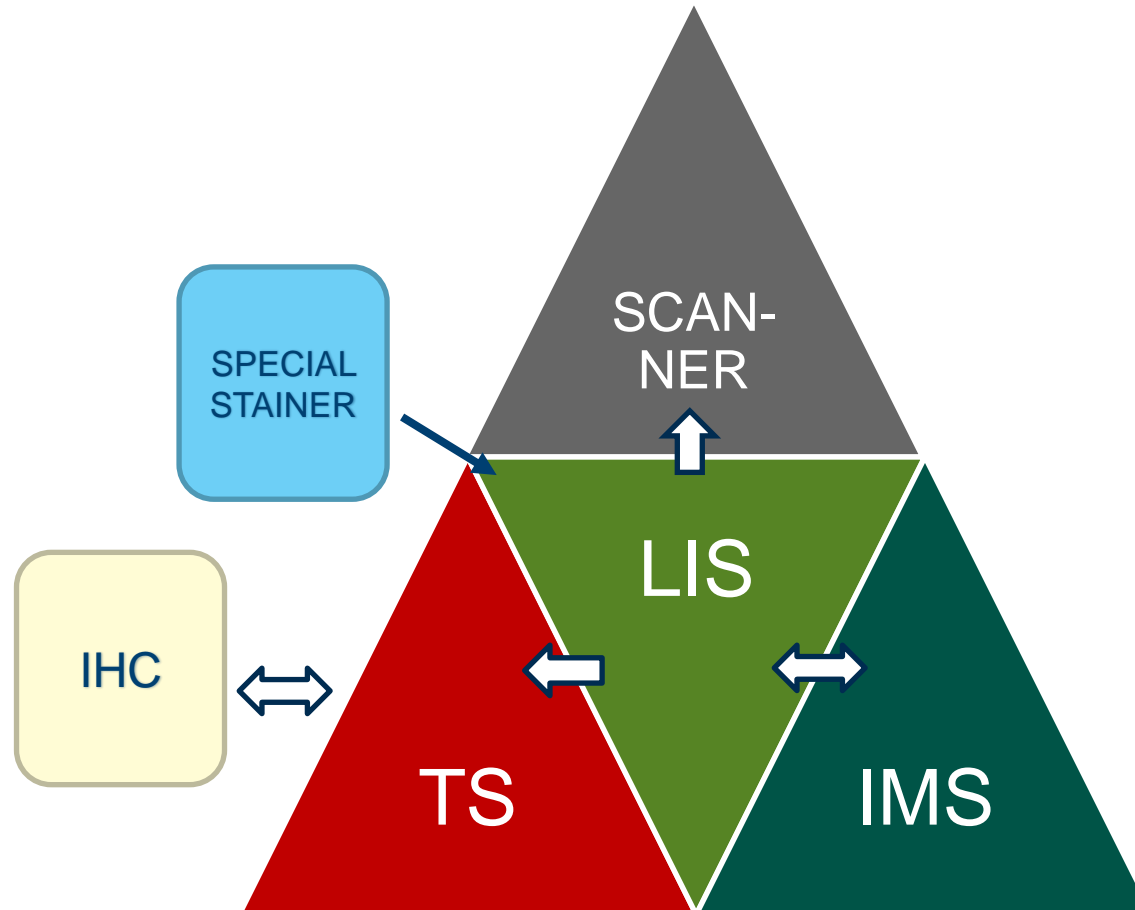 SCAN-
NER
SPECIAL
STAINER
LIS
IHC
TS
IMS